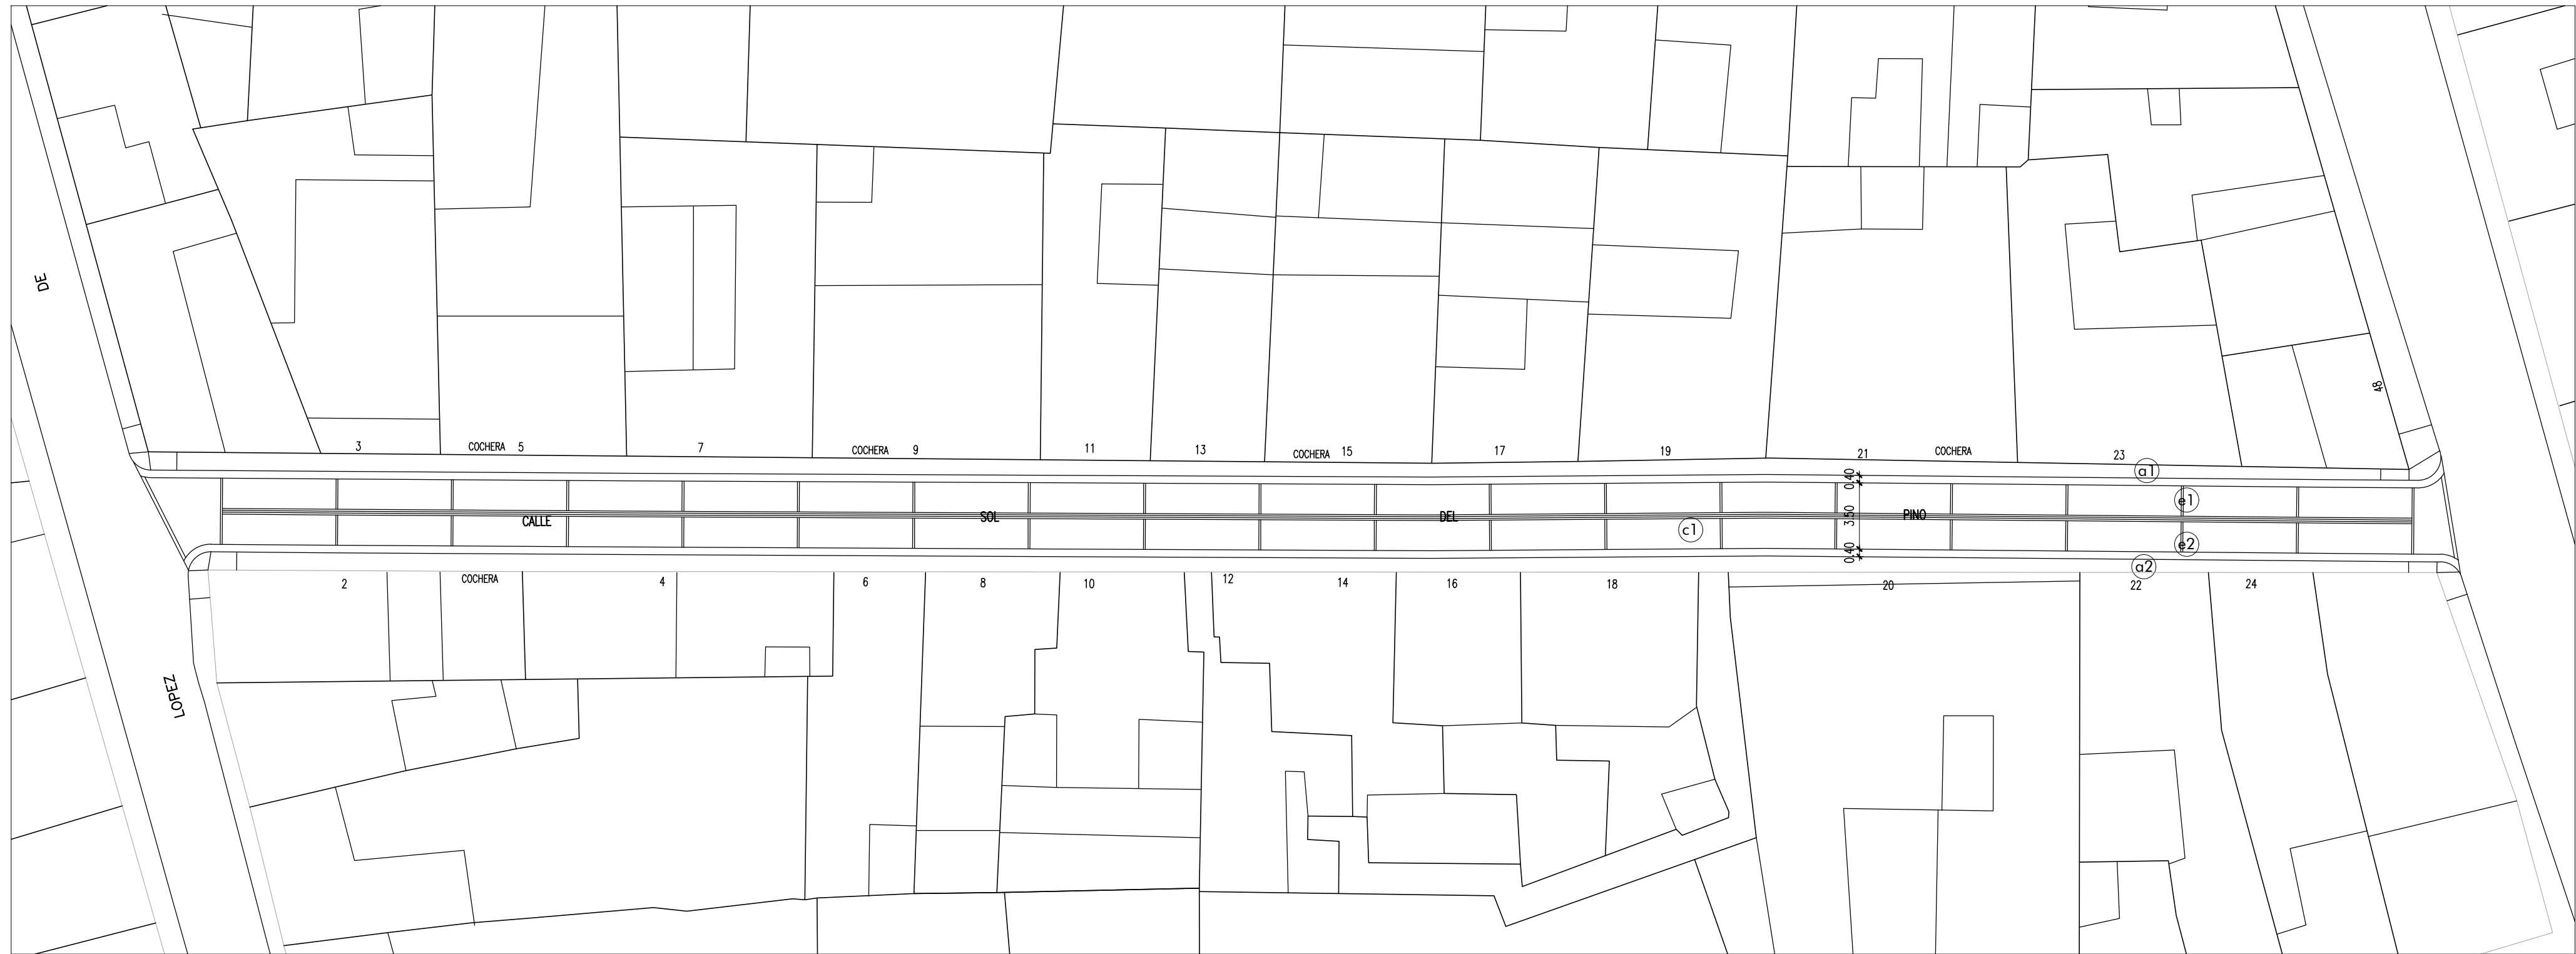 DE
48
3
COCHERA 5
7
COCHERA 9
11
13
COCHERA 15
17
19
21
COCHERA
23
a1
0.40
3.50
0.40
e1
CALLE SOL DEL PINO
c1
e2
a2
2
COCHERA
4
6
8
10
12
14
16
18
20
22
24
LOPEZ